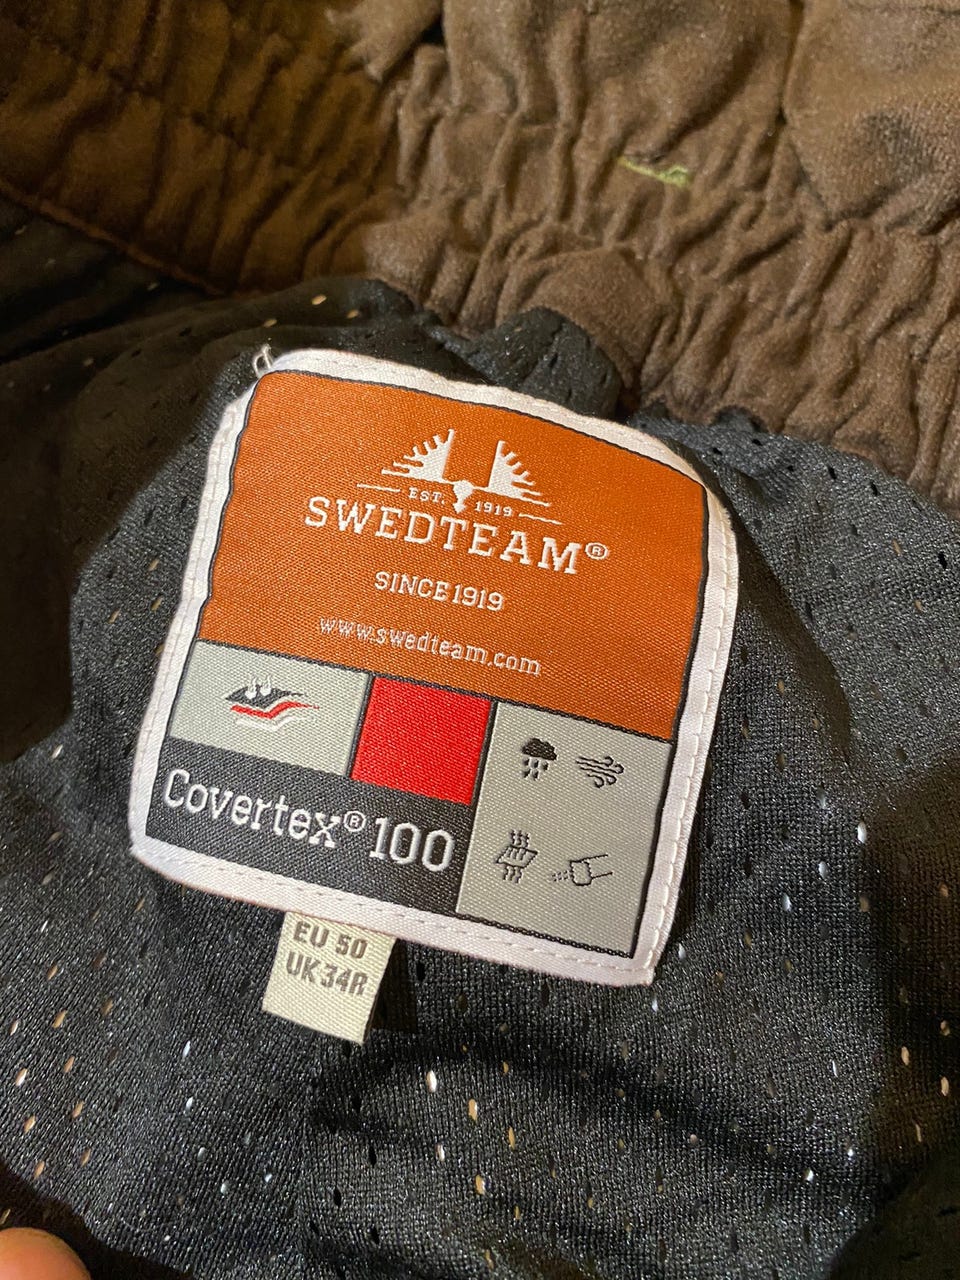 EST. 1919
SWEDTEAM®
SINCE 1919
www.swedteam.com
Covertex® 100
EU 50
UK 34R